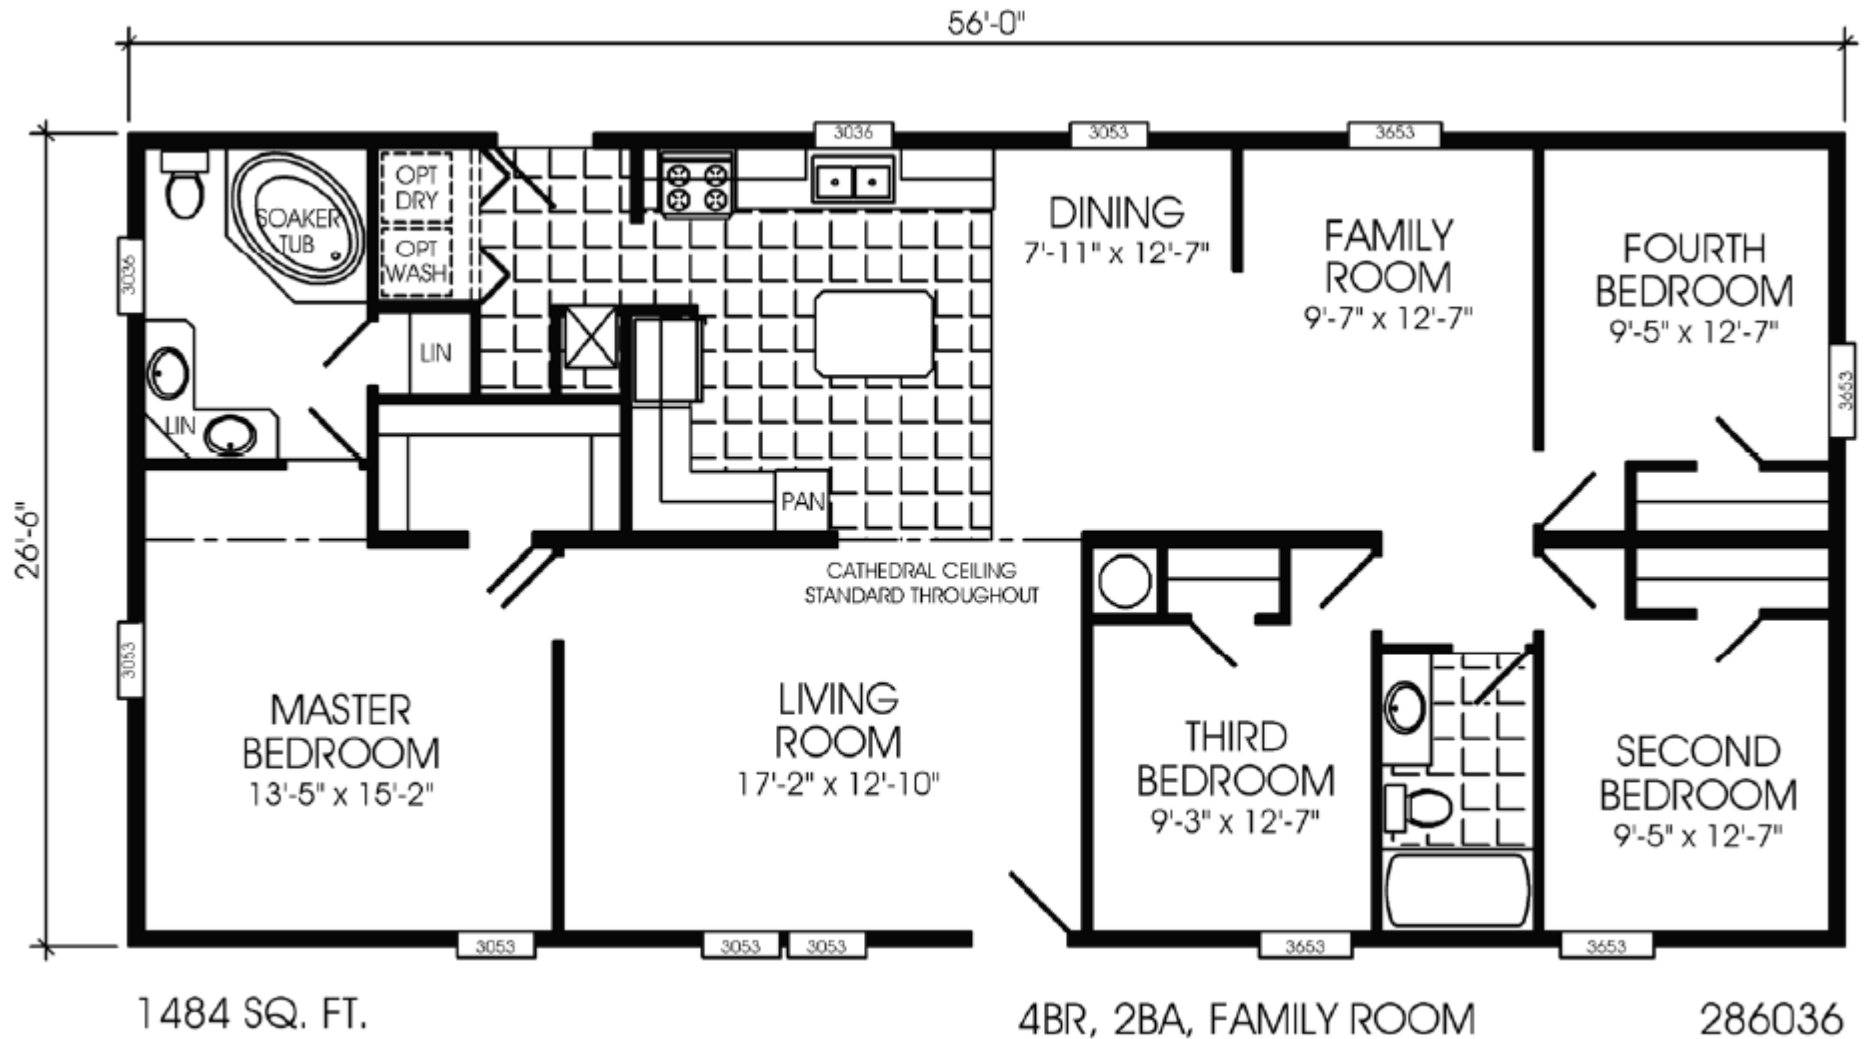 56'-0"
26'-6"
3036
3053
3653
OPT
DRY
OPT
WASH
SOAKER
TUB
3036
LIN
LIN
DINING
7'-11" x 12'-7"
FAMILY
ROOM
9'-7" x 12'-7"
FOURTH
BEDROOM
9'-5" x 12'-7"
3653
PAN
CATHEDRAL CEILING
STANDARD THROUGHOUT
3053
MASTER
BEDROOM
13'-5" x 15'-2"
LIVING
ROOM
17'-2" x 12'-10"
THIRD
BEDROOM
9'-3" x 12'-7"
SECOND
BEDROOM
9'-5" x 12'-7"
3053
3053
3053
3653
3653
1484 SQ. FT.
4BR, 2BA, FAMILY ROOM
286036